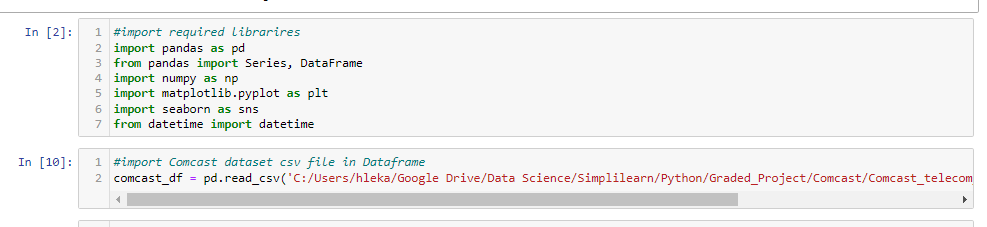 In [2]:
1 #import required librarires
2 import pandas as pd
3 from pandas import Series, DataFrame
4 import numpy as np
5 import matplotlib.pyplot as plt
6 import seaborn as sns
7 from datetime import datetime
In [10]:
1 #import Comcast dataset csv file in Dataframe
2 comcast_df = pd.read_csv('C:/Users/hleka/Google Drive/Data Science/Simplilearn/Python/Graded_Project/Comcast/Comcast_telecom_